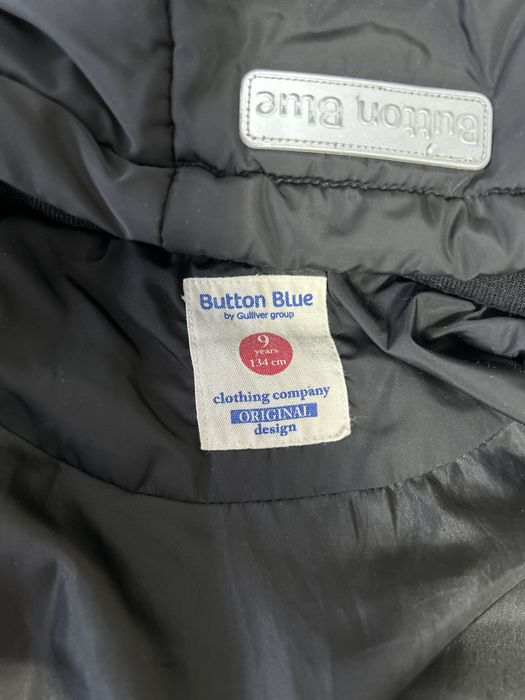 Button Blue
Button Blue
by Gulliver group
9
years
134 cm
clothing company
ORIGINAL
design